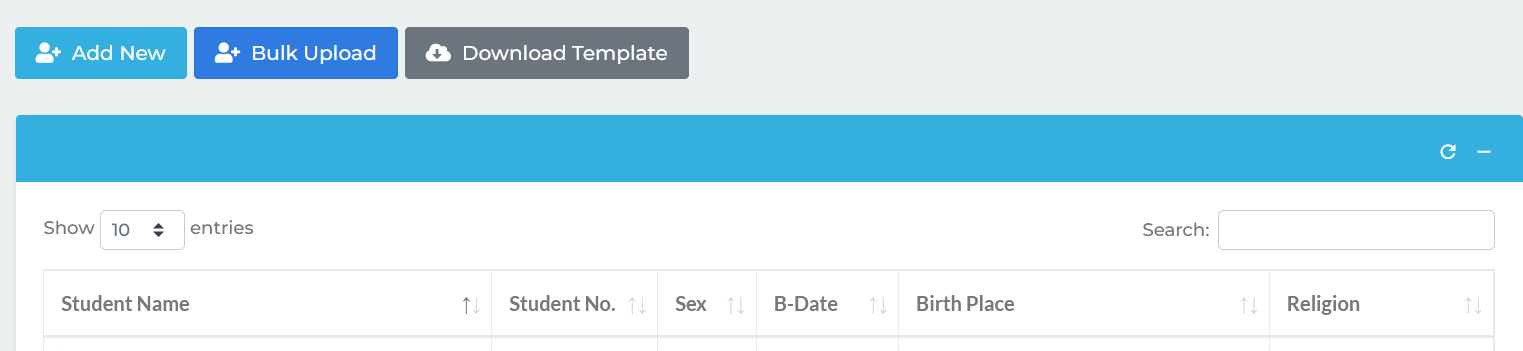 Add New Bulk Upload Download Template
Show 10 entries Search:
Student Name Student No. Sex B-Date Birth Place Religion